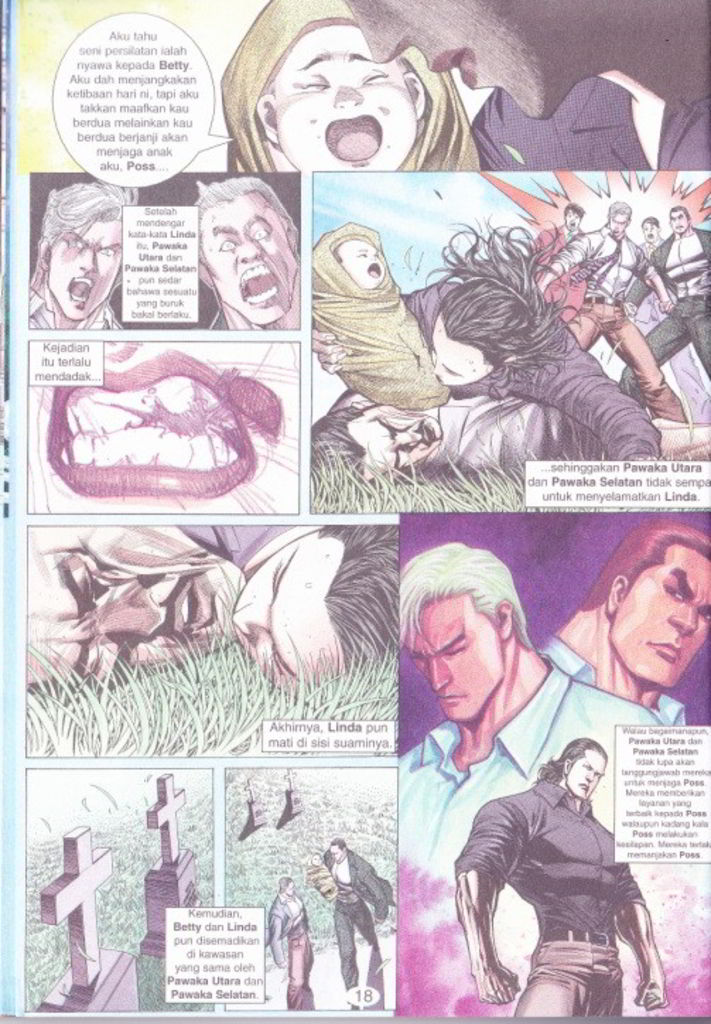 Aku tahu
seni persilatan ialah
nyawa kepada Betty.
Aku dah menjangkakan
ketibaan hari ni, tapi aku
takkan maafkan kau
berdua melainkan kau
berdua berjanji akan
menjaga anak
aku, Poss....
Setelah
mendengar
kata-kata Linda
itu, Pawaka
Utara dan
Pawaka Selatan
pun sedar
bahawa sesuatu
yang buruk
bakal berlaku.
Kejadian
itu terlalu
mendadak...
...sehinggakan Pawaka Utara
dan Pawaka Selatan tidak sempa
untuk menyelamatkan Linda.
Akhirnya, Linda pun
mati di sisi suaminya.
Walau bagaimanapun,
Pawaka Utara dan
Pawaka Selatan
tidak lupa akan
tanggungjawab mereka
untuk menjaga Poss.
Mereka memberikan
layanan yang
terbaik kepada Poss
walaupun kadang kala
Poss melakukan
kesilapan. Mereka terlalu
memanjakan Poss.
Kemudian,
Betty dan Linda
pun disemadikan
di kawasan
yang sama oleh
Pawaka Utara dan
Pawaka Selatan.
18